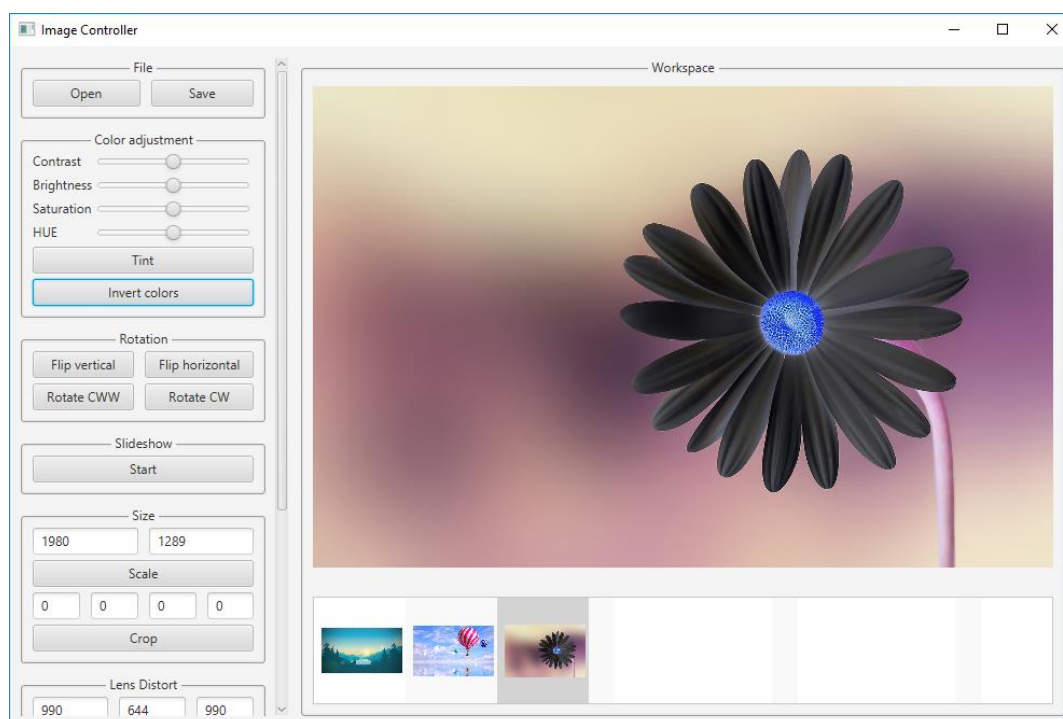 Image Controller
File
Open Save
Color adjustment
Contrast
Brightness
Saturation
HUE
Tint
Invert colors
Rotation
Flip vertical Flip horizontal
Rotate CWW Rotate CW
Slideshow
Start
Size
1980 1289
Scale
0 0 0 0
Crop
Lens Distort
990 644 990
Workspace